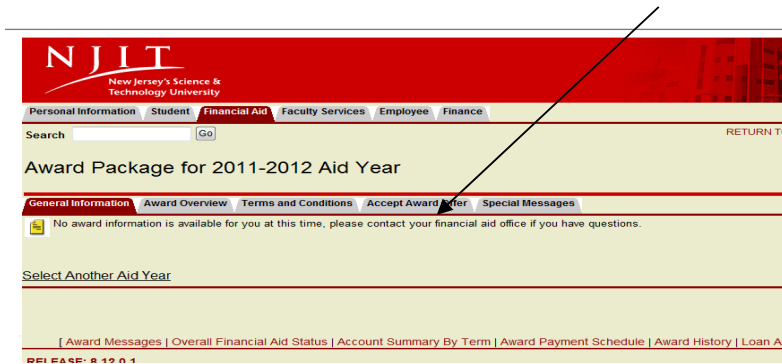 NJIT
New Jersey's Science &
Technology University
Personal Information Student Financial Aid Faculty Services Employee Finance
Search Go RETURN T
Award Package for 2011-2012 Aid Year
General Information Award Overview Terms and Conditions Accept Award Offer Special Messages
No award information is available for you at this time, please contact your financial aid office if you have questions.
Select Another Aid Year
[ Award Messages | Overall Financial Aid Status | Account Summary By Term | Award Payment Schedule | Award History | Loan A
RELEASE: 8.12.0.1